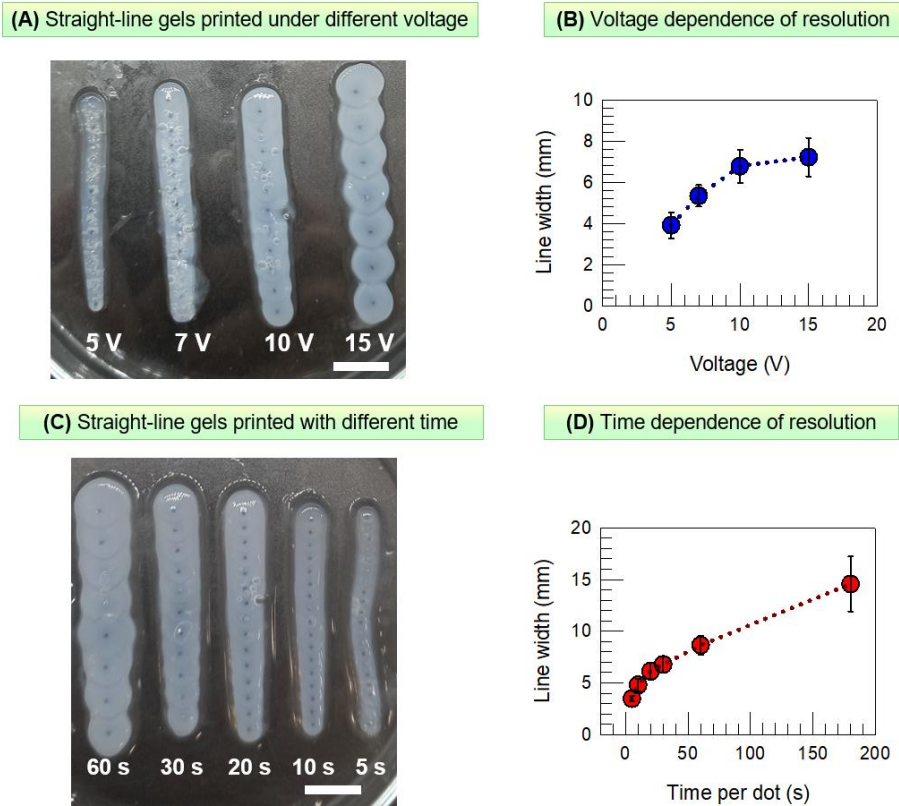 (A) Straight-line gels printed under different voltage
(B) Voltage dependence of resolution
5 V
7 V
10 V
15 V
10
8
6
4
2
0
0
5
10
15
20
Line width (mm)
Voltage (V)
(C) Straight-line gels printed with different time
(D) Time dependence of resolution
60 s
30 s
20 s
10 s
5 s
20
15
10
5
0
0
50
100
150
200
Line width (mm)
Time per dot (s)